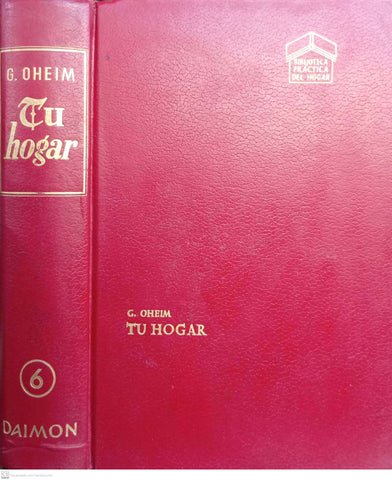 G. OHEIM
Tu
hogar
6
DAIMON
BIBLIOTECA
PRÁCTICA
DEL HOGAR
G. OHEIM
TU HOGAR